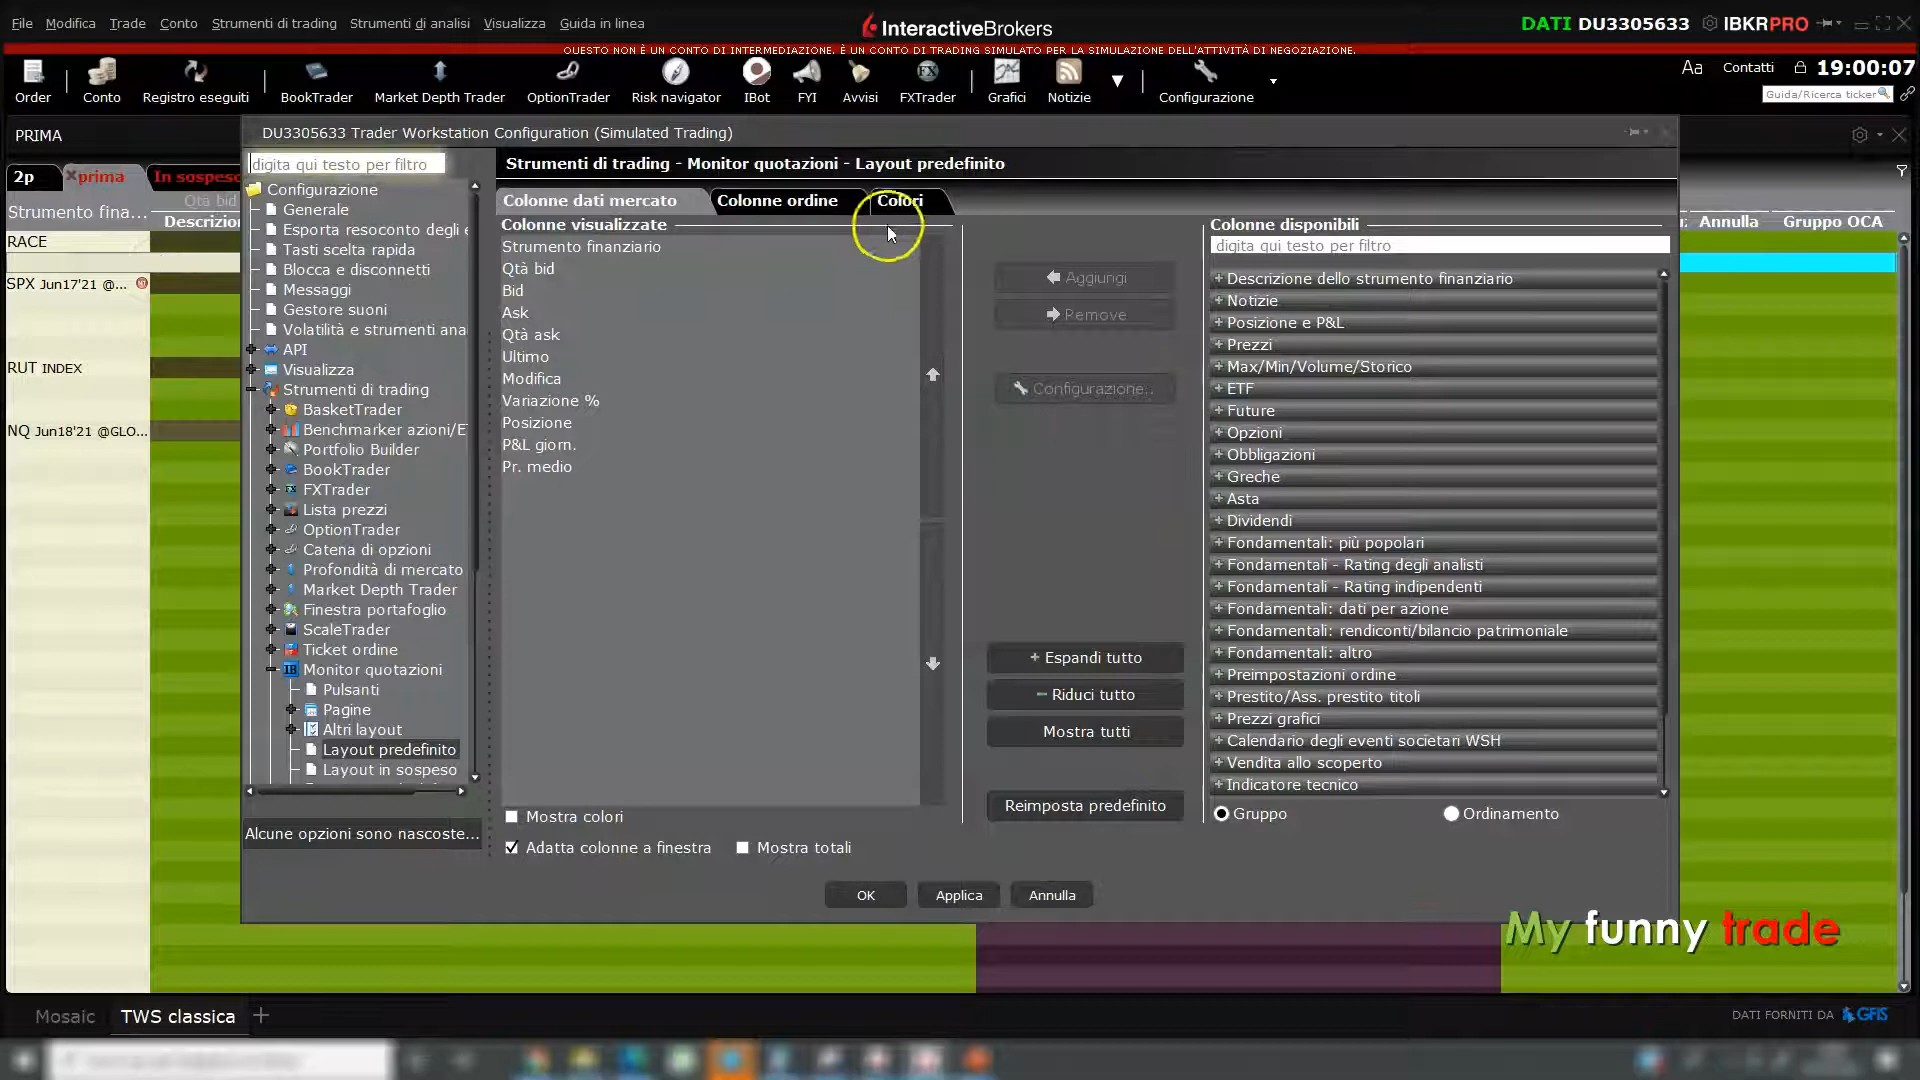 File Modifica Trade Conto Strumenti di trading Strumenti di analisi Visualizza Guida in linea
InteractiveBrokers
DATI DU3305633 IBKRPRO
QUESTO NON È UN CONTO DI INTERMEDIAZIONE. È UN CONTO DI TRADING SIMULATO PER LA SIMULAZIONE DELL'ATTIVITÀ DI NEGOZIAZIONE.
Order Conto Registro eseguiti BookTrader Market Depth Trader OptionTrader Risk navigator IBot FYI Avvisi FXTrader Grafici Notizie Configurazione
FX
Aa Contatti 19:00:07
Guida/Ricerca ticker
PRIMA
2p prima In sospeso
Qtà bid
Strumento fina...
Descrizio
RACE
SPX Jun17'21 @...
RUT INDEX
NQ Jun18'21 @GLO...
Annulla Gruppo OCA
DU3305633 Trader Workstation Configuration (Simulated Trading)
digita qui testo per filtro
Configurazione
Generale
Esporta resoconto degli e
Tasti scelta rapida
Blocca e disconnetti
Messaggi
Gestore suoni
Volatilità e strumenti ana
API
Visualizza
Strumenti di trading
BasketTrader
Benchmarker azioni/E
Portfolio Builder
BookTrader
FXTrader
Lista prezzi
OptionTrader
Catena di opzioni
Profondità di mercato
Market Depth Trader
Finestra portafoglio
ScaleTrader
Ticket ordine
IB Monitor quotazioni
Pulsanti
Pagine
Altri layout
Layout predefinito
Layout in sospeso
Alcune opzioni sono nascoste...
Strumenti di trading - Monitor quotazioni - Layout predefinito
Colonne dati mercato Colonne ordine Colori
Colonne visualizzate
Strumento finanziario
Qtà bid
Bid
Ask
Qtà ask
Ultimo
Modifica
Variazione %
Posizione
P&L giorn.
Pr. medio
Mostra colori
Adatta colonne a finestra Mostra totali
Aggiungi
Remove
Configurazione..
+ Espandi tutto
− Riduci tutto
Mostra tutti
Reimposta predefinito
Colonne disponibili
digita qui testo per filtro
+ Descrizione dello strumento finanziario
+ Notizie
+ Posizione e P&L
+ Prezzi
+ Max/Min/Volume/Storico
+ ETF
+ Future
+ Opzioni
+ Obbligazioni
+ Greche
+ Asta
+ Dividendi
+ Fondamentali: più popolari
+ Fondamentali - Rating degli analisti
+ Fondamentali - Rating indipendenti
+ Fondamentali: dati per azione
+ Fondamentali: rendiconti/bilancio patrimoniale
+ Fondamentali: altro
+ Preimpostazioni ordine
+ Prestito/Ass. prestito titoli
+ Prezzi grafici
+ Calendario degli eventi societari WSH
+ Vendita allo scoperto
+ Indicatore tecnico
Gruppo Ordinamento
OK Applica Annulla
My funny trade
Mosaic TWS classica +
DATI FORNITI DA GFIS